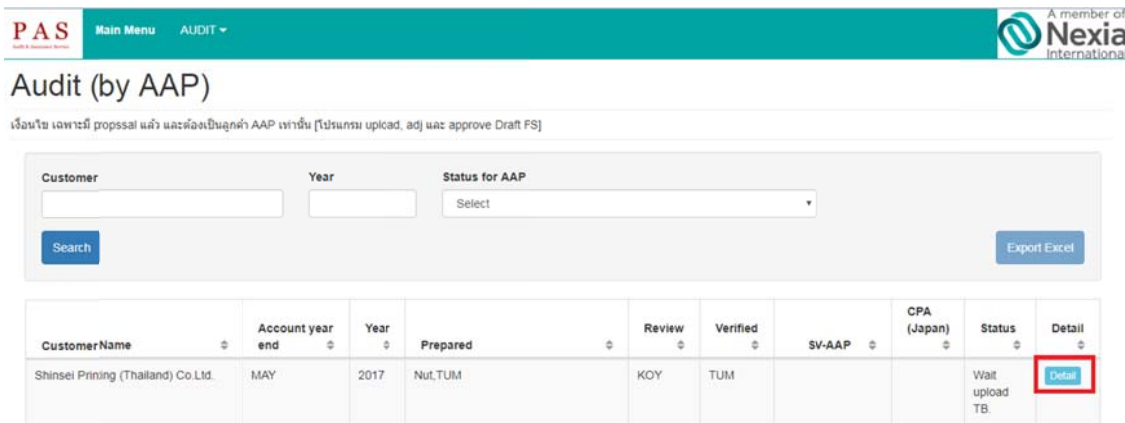 PAS
Audit & Assurance Service
Main Menu AUDIT
A member of
Nexia
International
Audit (by AAP)
เงื่อนไข เฉพาะมี propssal แล้ว และต้องเป็นลูกค้า AAP เท่านั้น [โปรแกรม upload, adj และ approve Draft FS]
Customer Year Status for AAP
Select
Search Export Excel
CustomerName Account year end Year Prepared Review Verified SV-AAP CPA (Japan) Status Detail
Shinsei Prining (Thailand) Co.Ltd. MAY 2017 Nut,TUM KOY TUM Wait upload TB. Detail